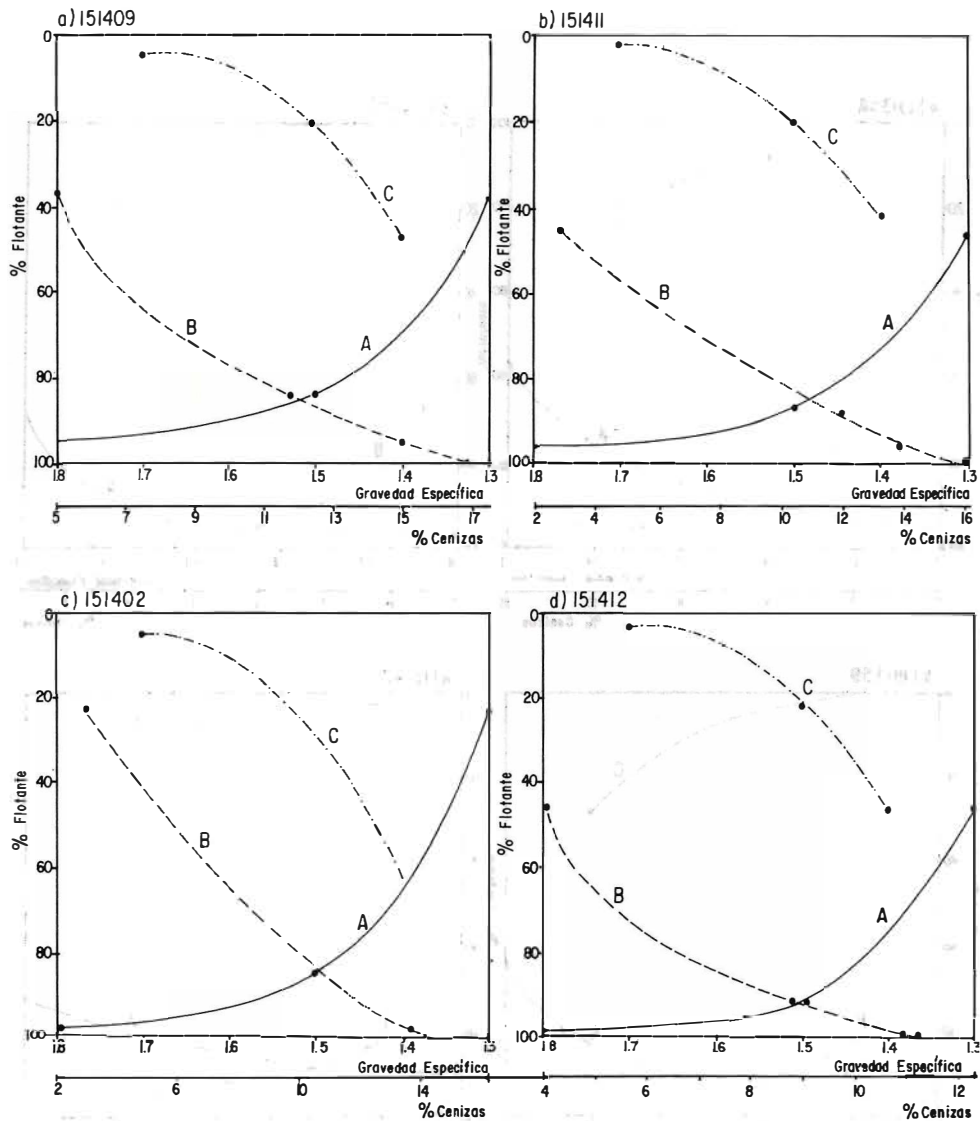 a) 151409
0
20
40
60
80
100
% Flotante
C
B
A
1.8 1.7 1.6 1.5 1.4 1.3
Gravedad Específica
5 7 9 11 13 15 17
% Cenizas
b) 151411
0
20
40
60
80
100
% Flotante
C
B
A
1.8 1.7 1.6 1.5 1.4 1.3
Gravedad Específica
2 4 6 8 10 12 14 16
% Cenizas
c) 151402
0
20
40
60
80
100
% Flotante
C
B
A
1.8 1.7 1.6 1.5 1.4 1.3
Gravedad Específica
2 6 10 14
% Cenizas
d) 151412
0
20
40
60
80
100
% Flotante
C
B
A
1.8 1.7 1.6 1.5 1.4 1.3
Gravedad Específica
4 6 8 10 12
% Cenizas